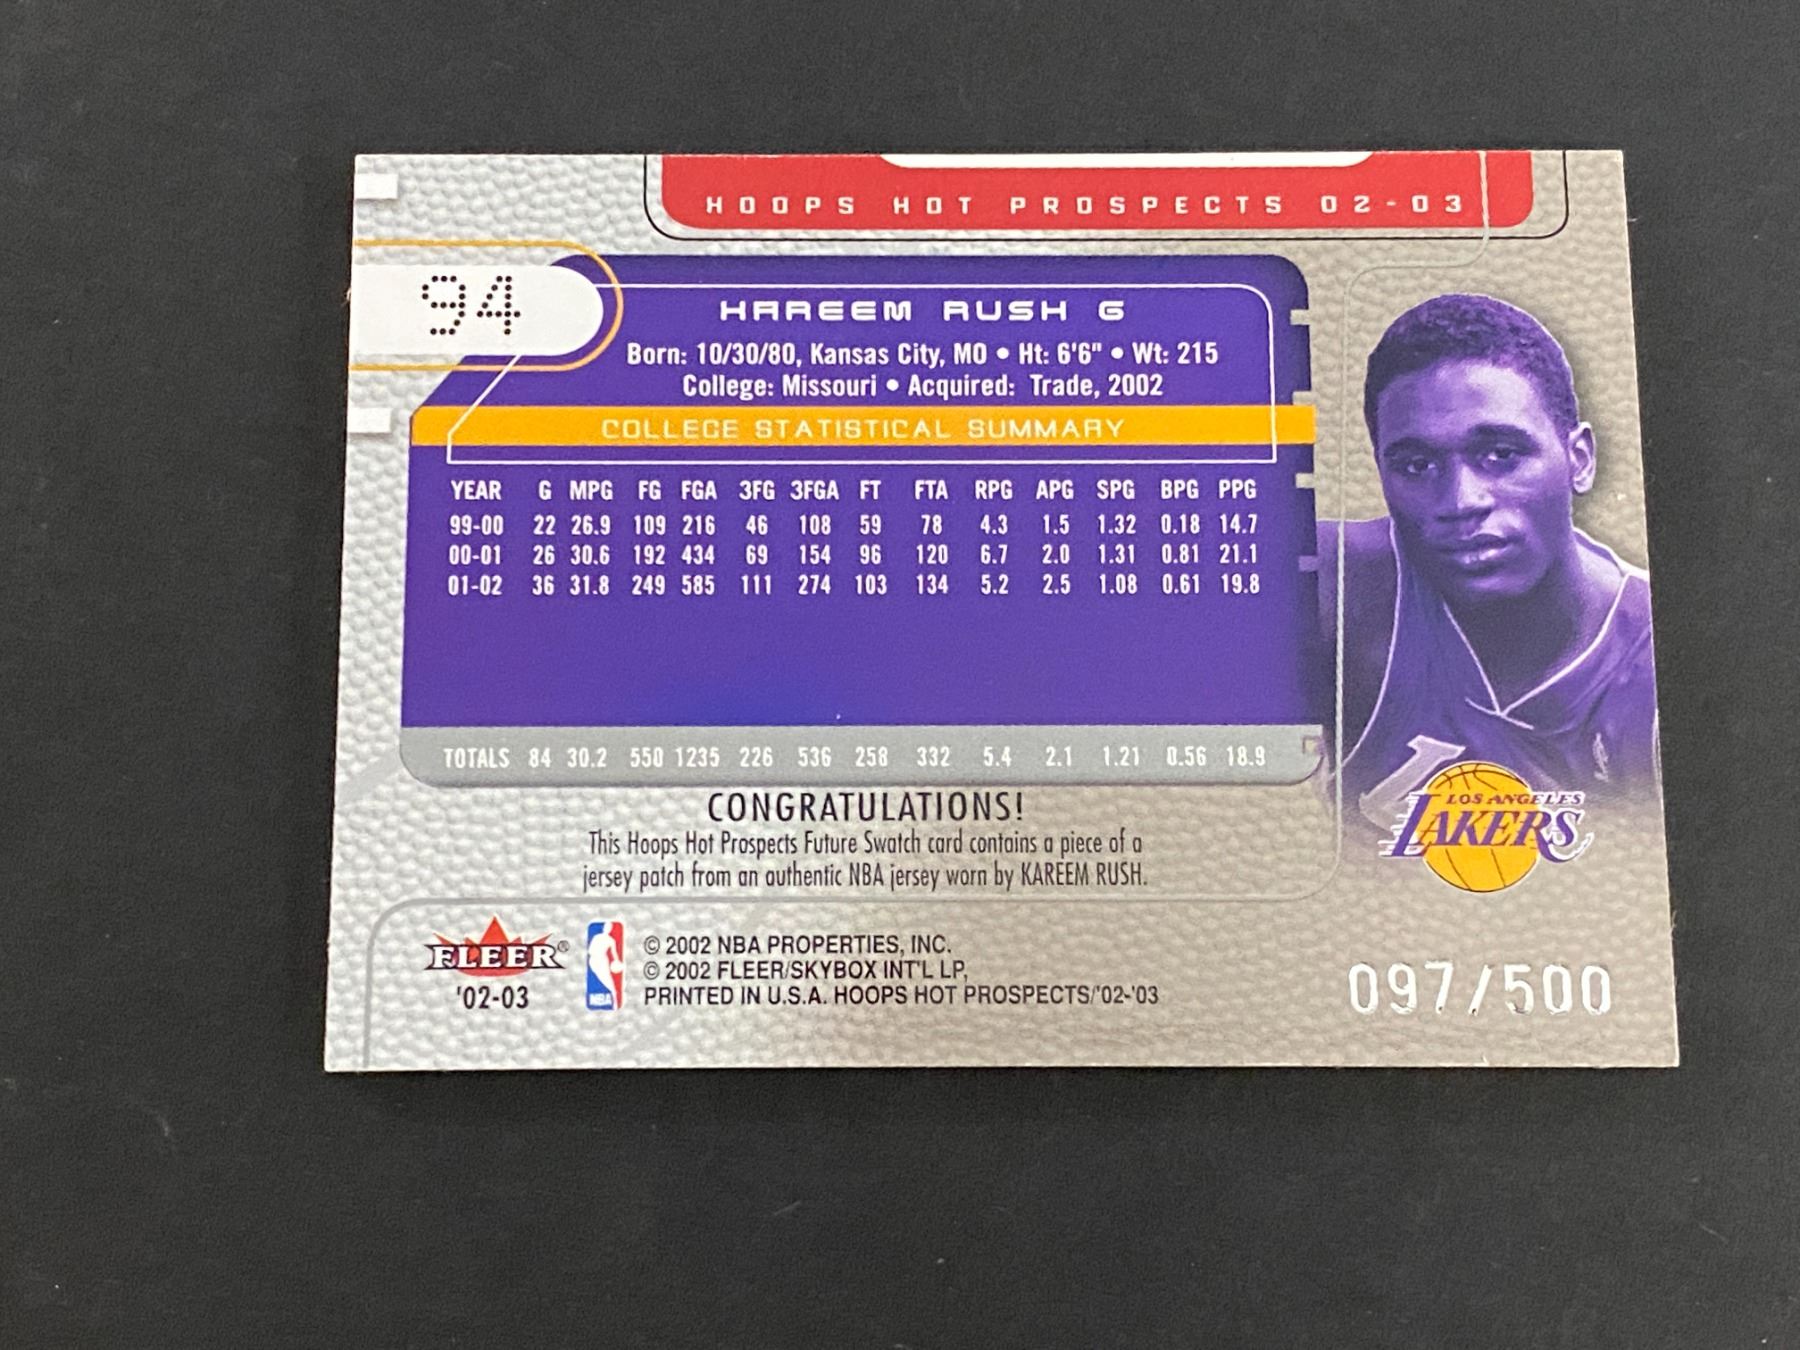 HOOPS HOT PROSPECTS 02-03
94
KAREEM RUSH G
Born: 10/30/80, Kansas City, MO • Ht: 6'6" • Wt: 215
College: Missouri • Acquired: Trade, 2002
COLLEGE STATISTICAL SUMMARY
YEAR G MPG FG FGA 3FG 3FGA FT FTA RPG APG SPG BPG PPG
99-00 22 26.9 109 216 46 108 59 78 4.3 1.5 1.32 0.18 14.7
00-01 26 30.6 192 434 69 154 96 120 6.7 2.0 1.31 0.81 21.1
01-02 36 31.8 249 585 111 274 103 134 5.2 2.5 1.08 0.61 19.8
TOTALS 84 30.2 550 1235 226 536 258 332 5.4 2.1 1.21 0.56 18.9
CONGRATULATIONS!
This Hoops Hot Prospects Future Swatch card contains a piece of a
jersey patch from an authentic NBA jersey worn by KAREEM RUSH.
LOS ANGELES
LAKERS
FLEER®
'02-03
NBA
© 2002 NBA PROPERTIES, INC.
© 2002 FLEER/SKYBOX INT'L LP,
PRINTED IN U.S.A. HOOPS HOT PROSPECTS/'02-'03
097/500